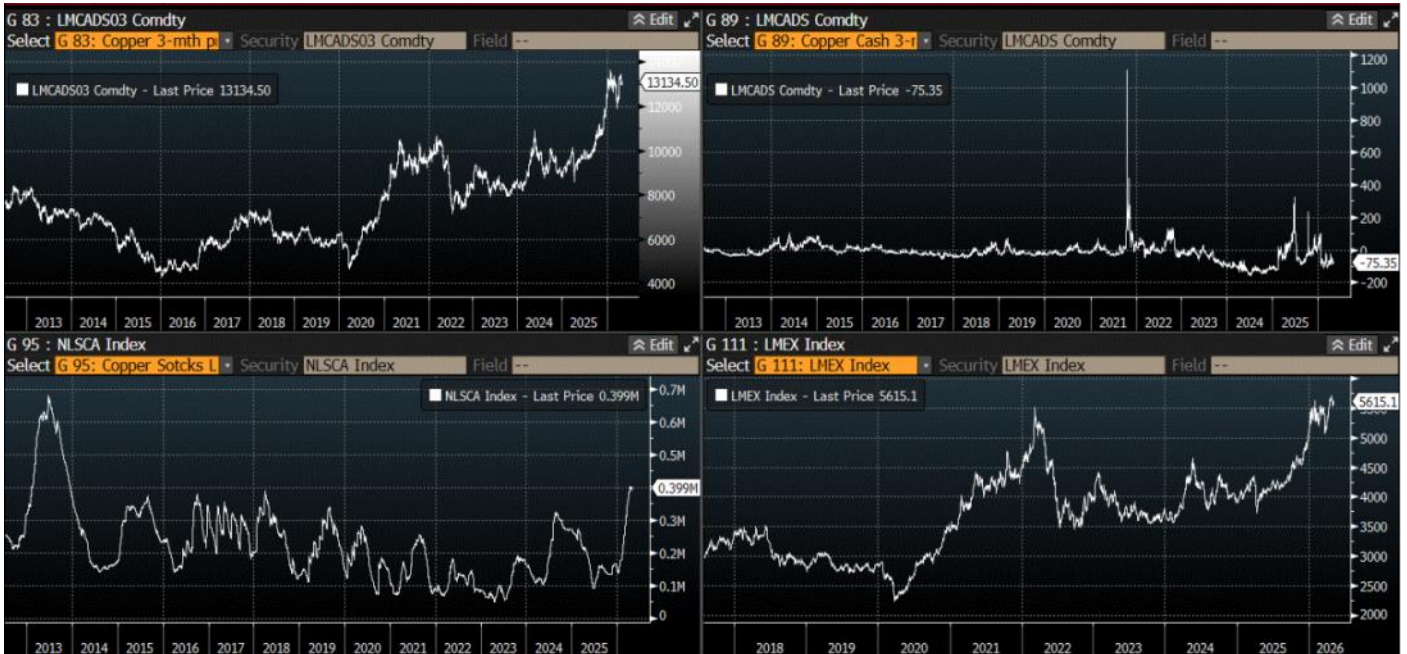 G 83 : LMCADS03 Comdty
Edit
Select G 83: Copper 3-mth p Security LMCADS03 Comdty Field --
LMCADS03 Comdty - Last Price 13134.50
13134.50
12000
10000
8000
6000
4000
2013 2014 2015 2016 2017 2018 2019 2020 2021 2022 2023 2024 2025
G 89 : LMCADS Comdty
Edit
Select G 89: Copper Cash 3-r Security LMCADS Comdty Field --
LMCADS Comdty - Last Price -75.35
1200
1000
800
600
400
200
0
-75.35
-200
2013 2014 2015 2016 2017 2018 2019 2020 2021 2022 2023 2024 2025
G 95 : NLSCA Index
Edit
Select G 95: Copper Sotcks L Security NLSCA Index Field --
NLSCA Index - Last Price 0.399M
0.7M
0.6M
0.5M
0.399M
0.3M
0.2M
0.1M
0
2013 2014 2015 2016 2017 2018 2019 2020 2021 2022 2023 2024 2025
G 111 : LMEX Index
Edit
Select G 111: LMEX Index Security LMEX Index Field --
LMEX Index - Last Price 5615.1
5615.1
5000
4500
4000
3500
3000
2500
2000
2018 2019 2020 2021 2022 2023 2024 2025 2026